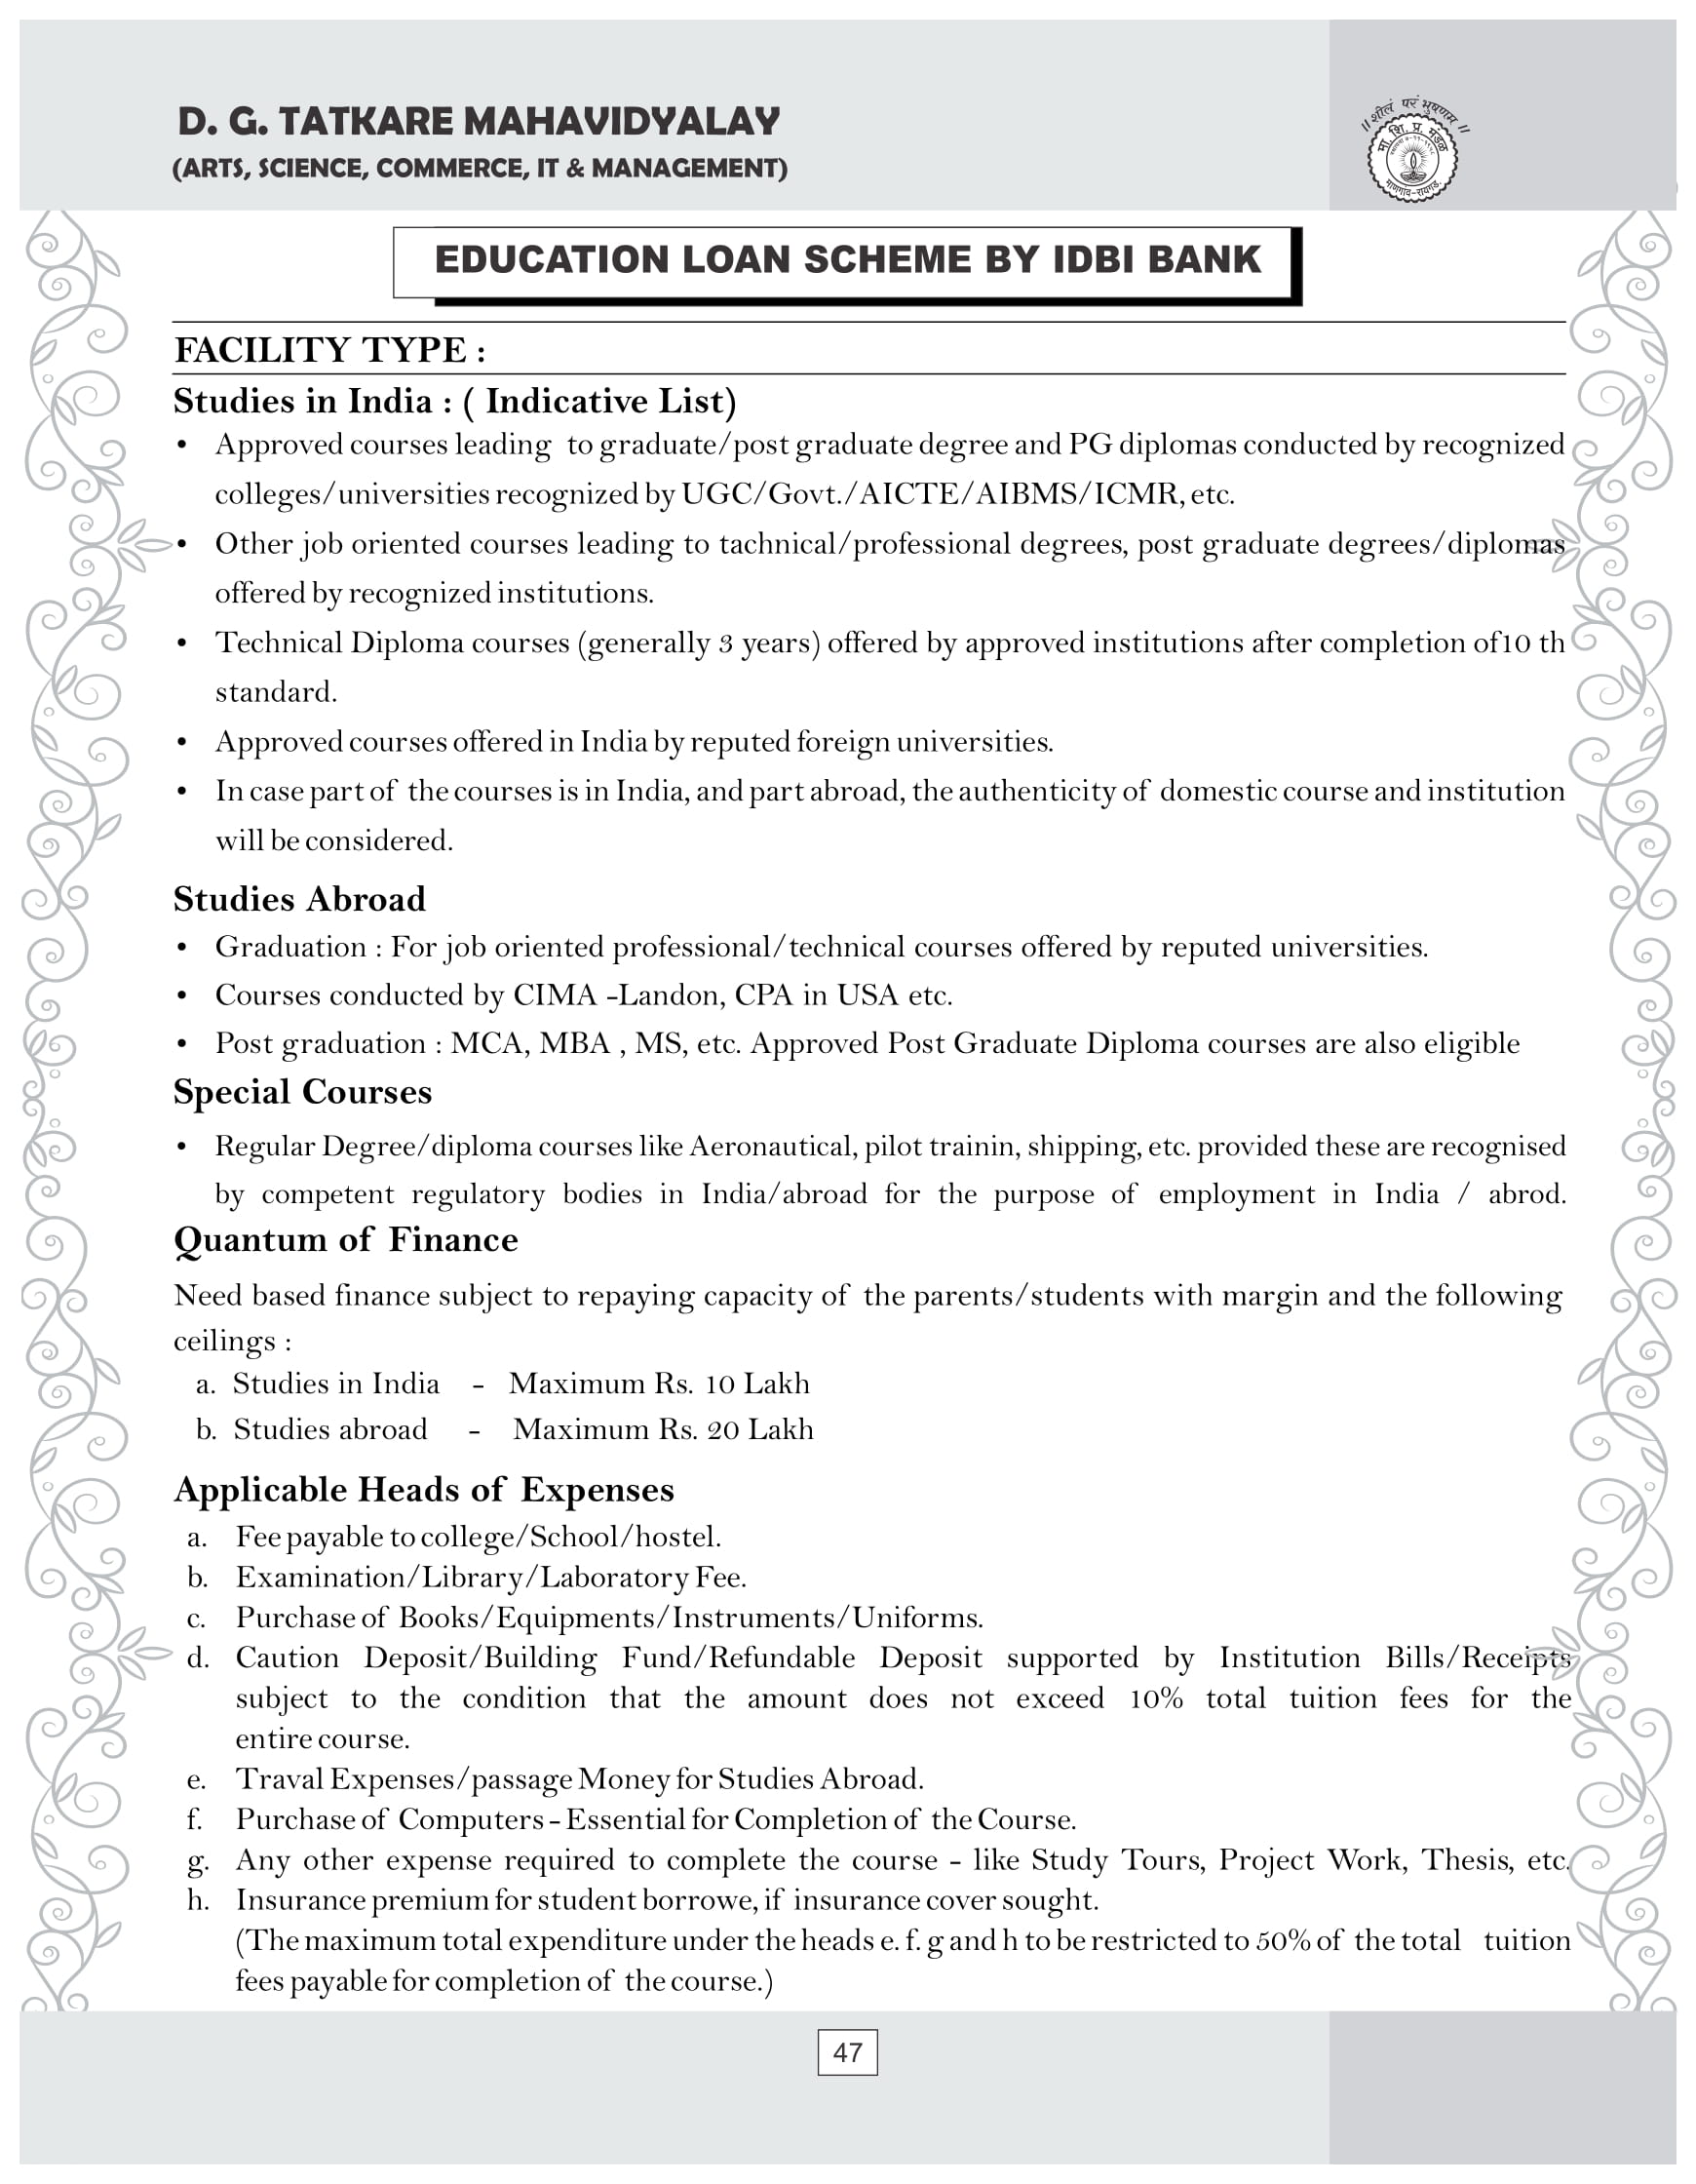 D. G. TATKARE MAHAVIDYALAY
(ARTS, SCIENCE, COMMERCE, IT & MANAGEMENT)
॥ शीलं परं भुषणम ॥
मा. शि. प्र. मंडळ
माणगाव-रायगड.
EDUCATION LOAN SCHEME BY IDBI BANK
FACILITY TYPE :
Studies in India : ( Indicative List)
• Approved courses leading to graduate/post graduate degree and PG diplomas conducted by recognized
colleges/universities recognized by UGC/Govt./AICTE/AIBMS/ICMR, etc.
• Other job oriented courses leading to tachnical/professional degrees, post graduate degrees/diplomas
offered by recognized institutions.
• Technical Diploma courses (generally 3 years) offered by approved institutions after completion of10 th
standard.
• Approved courses offered in India by reputed foreign universities.
• In case part of the courses is in India, and part abroad, the authenticity of domestic course and institution
will be considered.
Studies Abroad
• Graduation : For job oriented professional/technical courses offered by reputed universities.
• Courses conducted by CIMA -Landon, CPA in USA etc.
• Post graduation : MCA, MBA , MS, etc. Approved Post Graduate Diploma courses are also eligible
Special Courses
• Regular Degree/diploma courses like Aeronautical, pilot trainin, shipping, etc. provided these are recognised
by competent regulatory bodies in India/abroad for the purpose of employment in India / abrod.
Quantum of Finance
Need based finance subject to repaying capacity of the parents/students with margin and the following
ceilings :
a. Studies in India - Maximum Rs. 10 Lakh
b. Studies abroad - Maximum Rs. 20 Lakh
Applicable Heads of Expenses
a. Fee payable to college/School/hostel.
b. Examination/Library/Laboratory Fee.
c. Purchase of Books/Equipments/Instruments/Uniforms.
d. Caution Deposit/Building Fund/Refundable Deposit supported by Institution Bills/Receipts
subject to the condition that the amount does not exceed 10% total tuition fees for the
entire course.
e. Traval Expenses/passage Money for Studies Abroad.
f. Purchase of Computers - Essential for Completion of the Course.
g. Any other expense required to complete the course - like Study Tours, Project Work, Thesis, etc.
h. Insurance premium for student borrowe, if insurance cover sought.
(The maximum total expenditure under the heads e. f. g and h to be restricted to 50% of the total tuition
fees payable for completion of the course.)
47